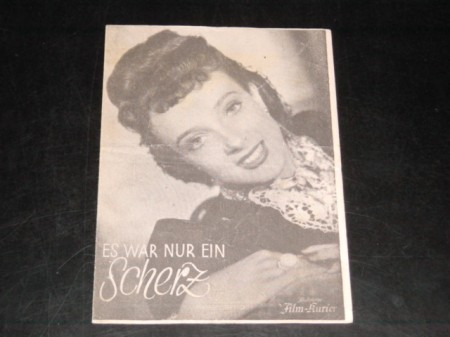 ES WAR NUR EIN
Scherz
Film-Kurier